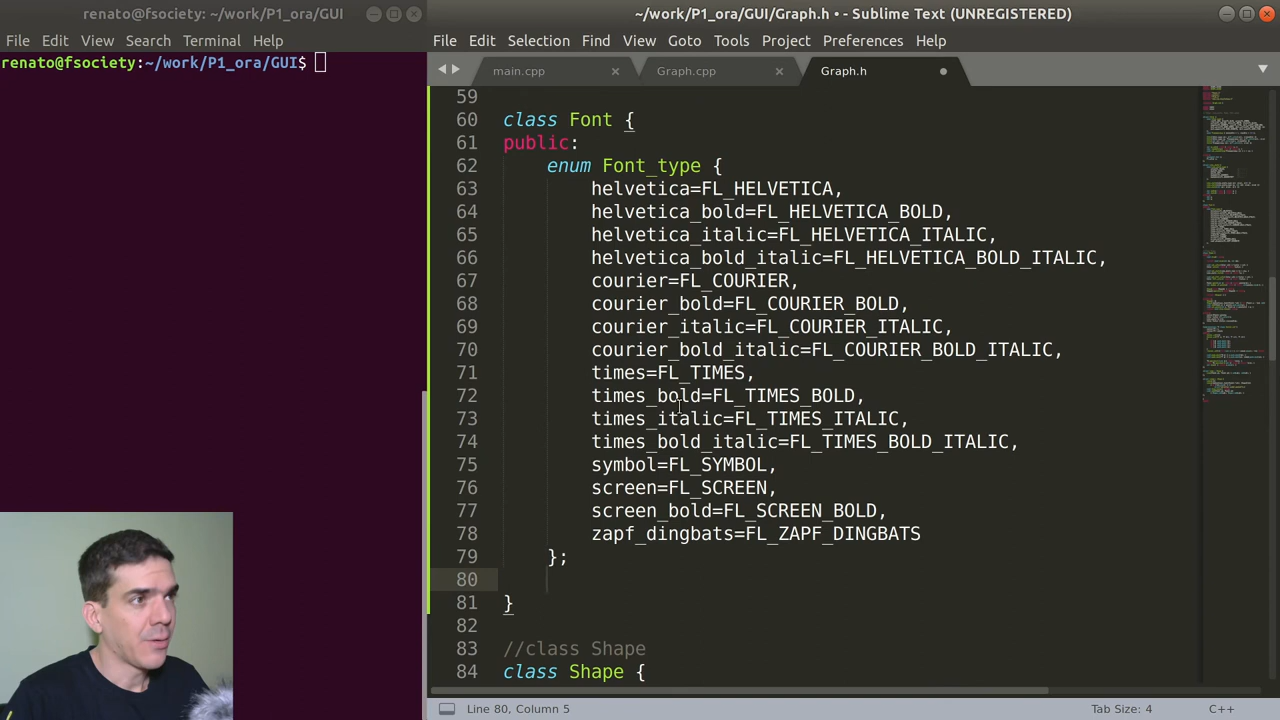 renato@fsociety: ~/work/P1_ora/GUI
File Edit View Search Terminal Help
renato@fsociety:~/work/P1_ora/GUI$
~/work/P1_ora/GUI/Graph.h • - Sublime Text (UNREGISTERED)
File Edit Selection Find View Goto Tools Project Preferences Help
main.cpp × Graph.cpp × Graph.h
59
60 class Font {
61 public:
62 enum Font_type {
63 helvetica=FL_HELVETICA,
64 helvetica_bold=FL_HELVETICA_BOLD,
65 helvetica_italic=FL_HELVETICA_ITALIC,
66 helvetica_bold_italic=FL_HELVETICA_BOLD_ITALIC,
67 courier=FL_COURIER,
68 courier_bold=FL_COURIER_BOLD,
69 courier_italic=FL_COURIER_ITALIC,
70 courier_bold_italic=FL_COURIER_BOLD_ITALIC,
71 times=FL_TIMES,
72 times_bold=FL_TIMES_BOLD,
73 times_italic=FL_TIMES_ITALIC,
74 times_bold_italic=FL_TIMES_BOLD_ITALIC,
75 symbol=FL_SYMBOL,
76 screen=FL_SCREEN,
77 screen_bold=FL_SCREEN_BOLD,
78 zapf_dingbats=FL_ZAPF_DINGBATS
79 };
80
81 }
82
83 //class Shape
84 class Shape {
Line 80, Column 5 Tab Size: 4 C++